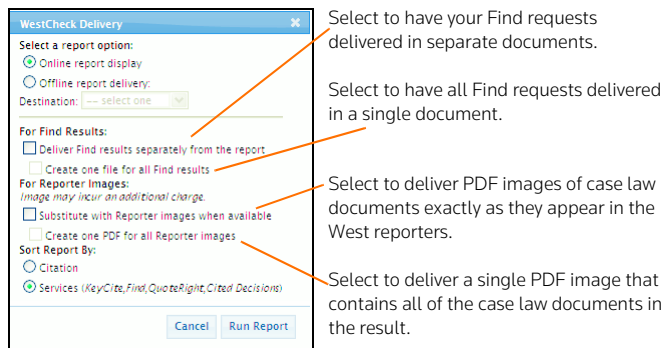 WestCheck Delivery
Select a report option:
Online report display
Offline report delivery:
Destination: -- select one
For Find Results:
Deliver Find results separately from the report
Create one file for all Find results
For Reporter Images:
Image may incur an additional charge.
Substitute with Reporter images when available
Create one PDF for all Reporter images
Sort Report By:
Citation
Services (KeyCite,Find,QuoteRight,Cited Decisions)
Cancel Run Report
Select to have your Find requests
delivered in separate documents.
Select to have all Find requests delivered
in a single document.
Select to deliver PDF images of case law
documents exactly as they appear in the
West reporters.
Select to deliver a single PDF image that
contains all of the case law documents in
the result.